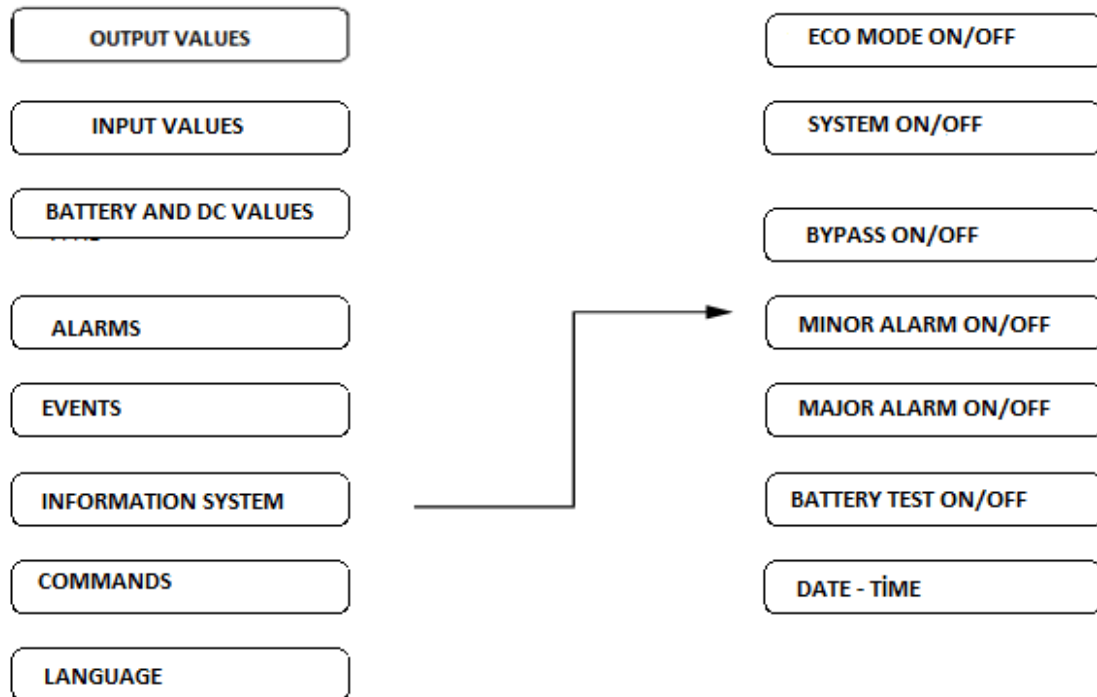 OUTPUT VALUES
INPUT VALUES
BATTERY AND DC VALUES
ALARMS
EVENTS
INFORMATION SYSTEM
COMMANDS
LANGUAGE
ECO MODE ON/OFF
SYSTEM ON/OFF
BYPASS ON/OFF
MINOR ALARM ON/OFF
MAJOR ALARM ON/OFF
BATTERY TEST ON/OFF
DATE - TİME